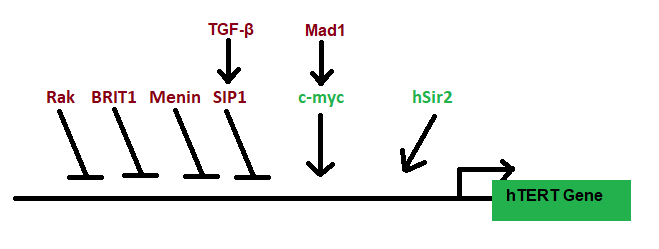 TGF-β Mad1
Rak BRIT1 Menin SIP1 c-myc hSir2
hTERT Gene